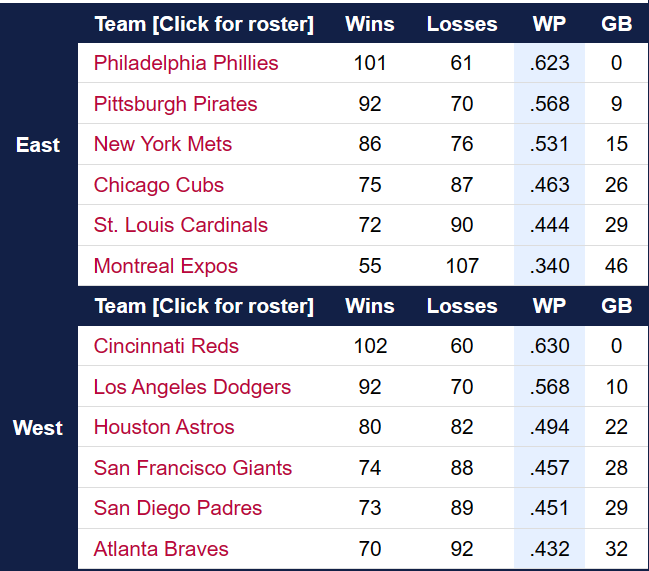 Team [Click for roster] Wins Losses WP GB
East
Philadelphia Phillies 101 61 .623 0
Pittsburgh Pirates 92 70 .568 9
New York Mets 86 76 .531 15
Chicago Cubs 75 87 .463 26
St. Louis Cardinals 72 90 .444 29
Montreal Expos 55 107 .340 46
Team [Click for roster] Wins Losses WP GB
West
Cincinnati Reds 102 60 .630 0
Los Angeles Dodgers 92 70 .568 10
Houston Astros 80 82 .494 22
San Francisco Giants 74 88 .457 28
San Diego Padres 73 89 .451 29
Atlanta Braves 70 92 .432 32